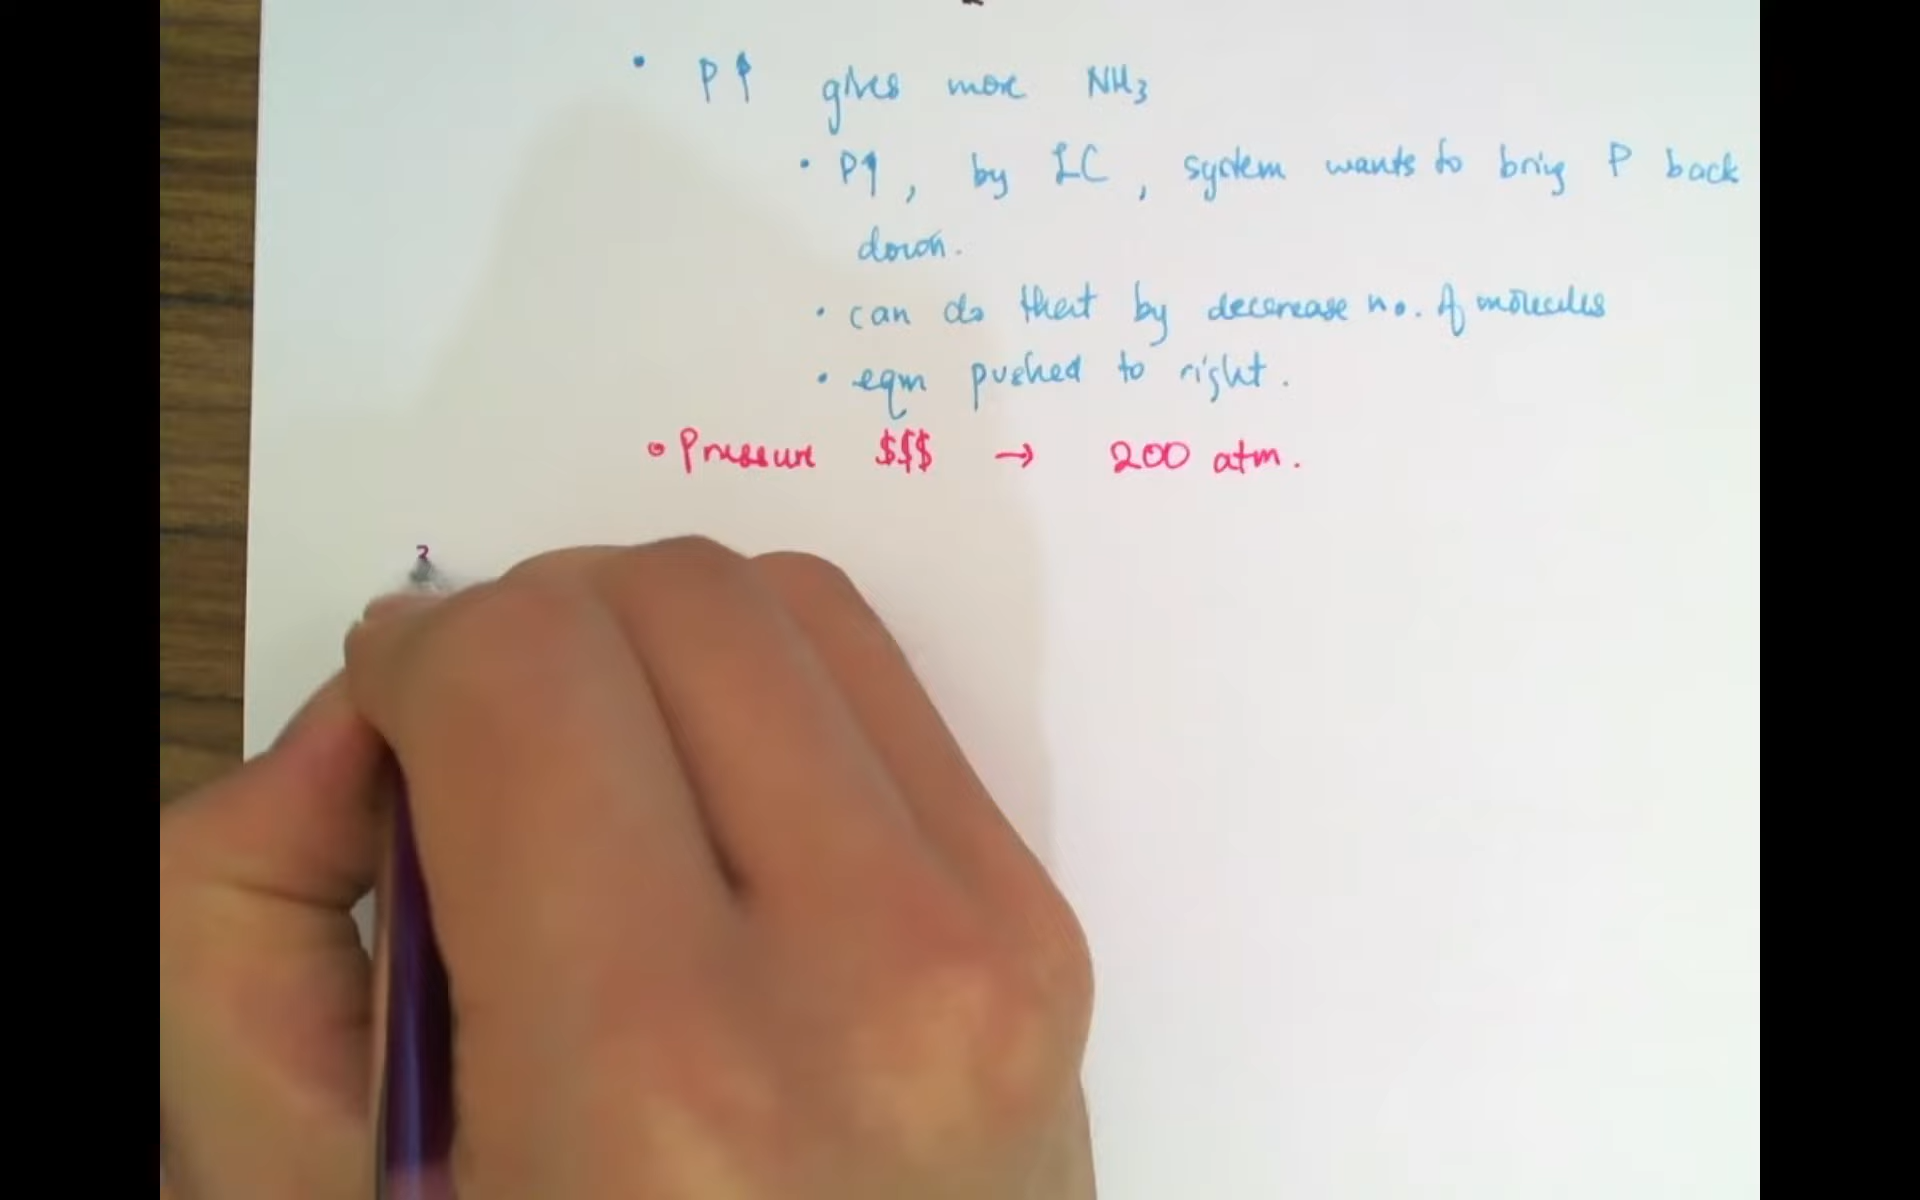 • P↑ gives more NH₃
• P↑, by LC, system wants to bring P back
down.
• can do that by decerease no. of molecules
• eqm pushed to right.
• Pressure $$$ → 200 atm.